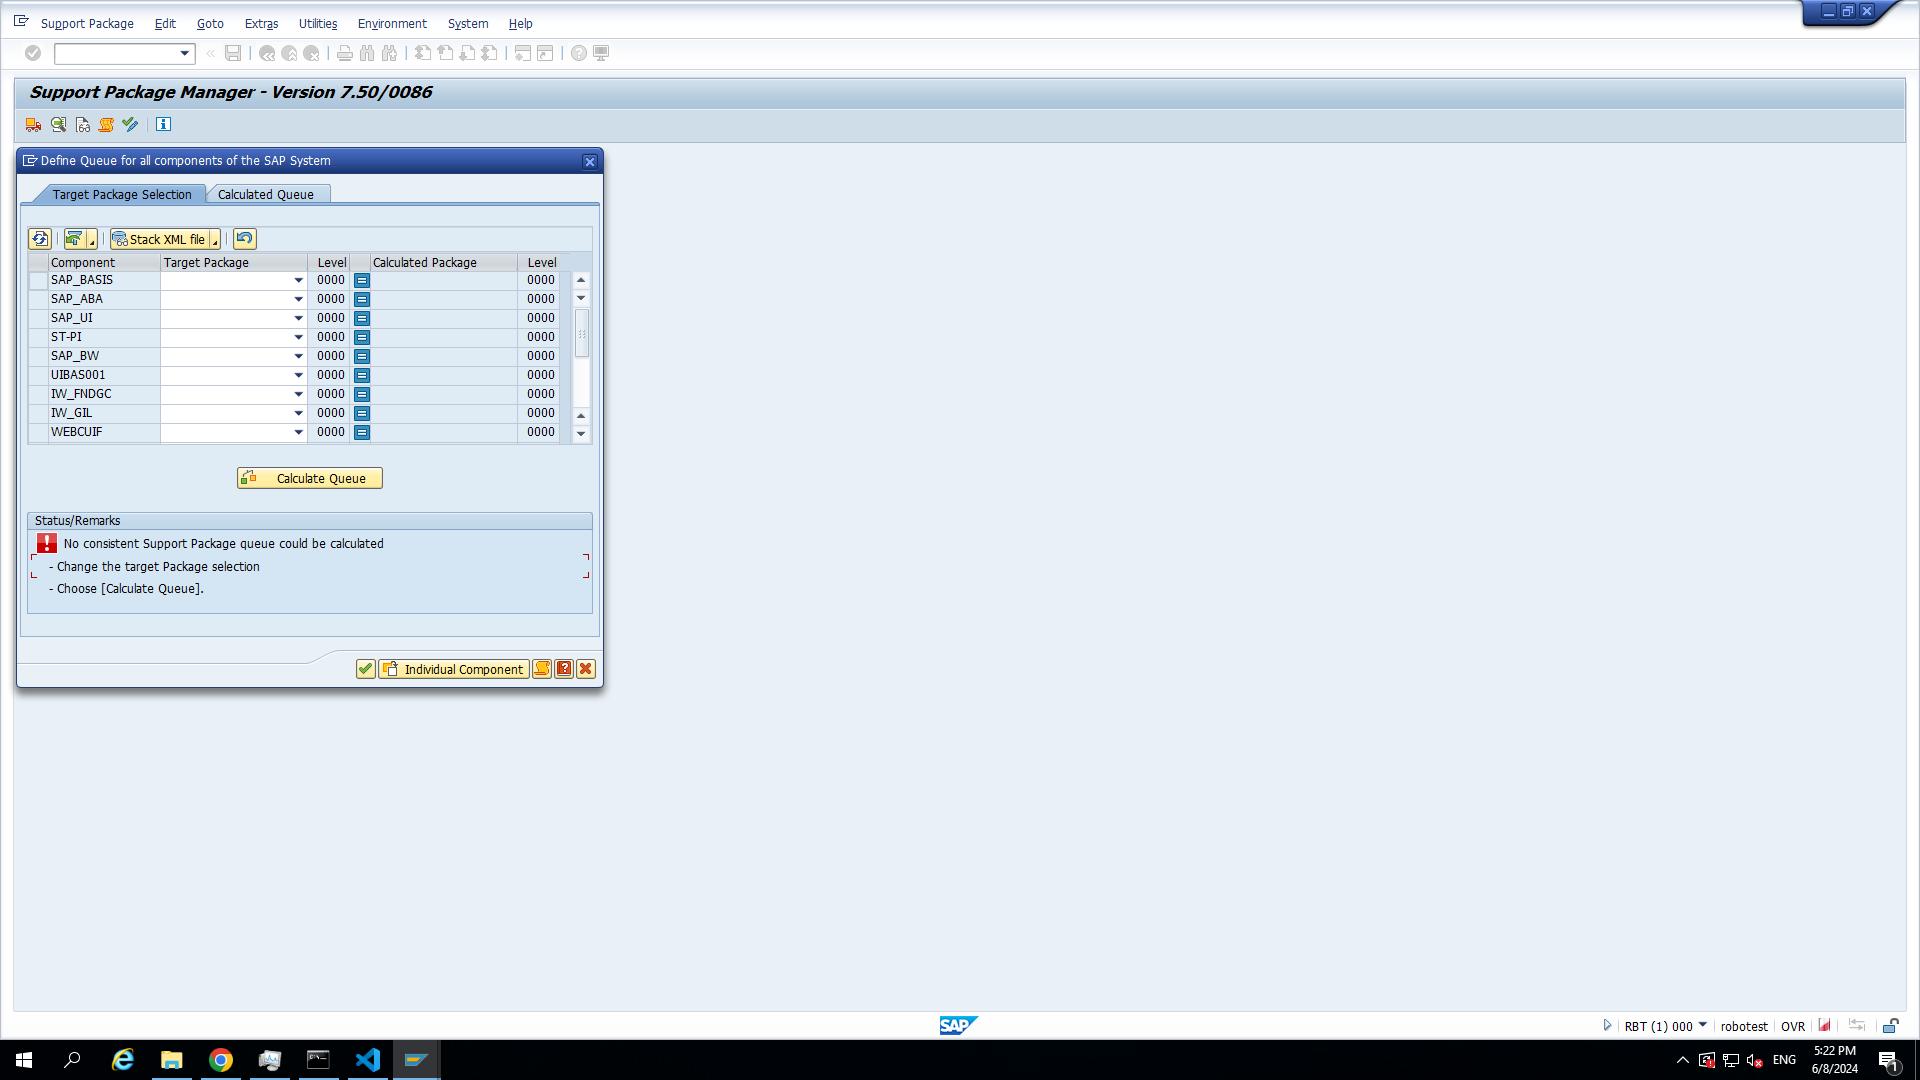 Support Package Edit Goto Extras Utilities Environment System Help
Support Package Manager - Version 7.50/0086
Define Queue for all components of the SAP System
Target Package Selection Calculated Queue
Stack XML file
Component Target Package Level Calculated Package Level
SAP_BASIS 0000 0000
SAP_ABA 0000 0000
SAP_UI 0000 0000
ST-PI 0000 0000
SAP_BW 0000 0000
UIBAS001 0000 0000
IW_FNDGC 0000 0000
IW_GIL 0000 0000
WEBCUIF 0000 0000
Calculate Queue
Status/Remarks
No consistent Support Package queue could be calculated
- Change the target Package selection
- Choose [Calculate Queue].
Individual Component
SAP
RBT (1) 000 robotest OVR
ENG
5:22 PM
6/8/2024
1